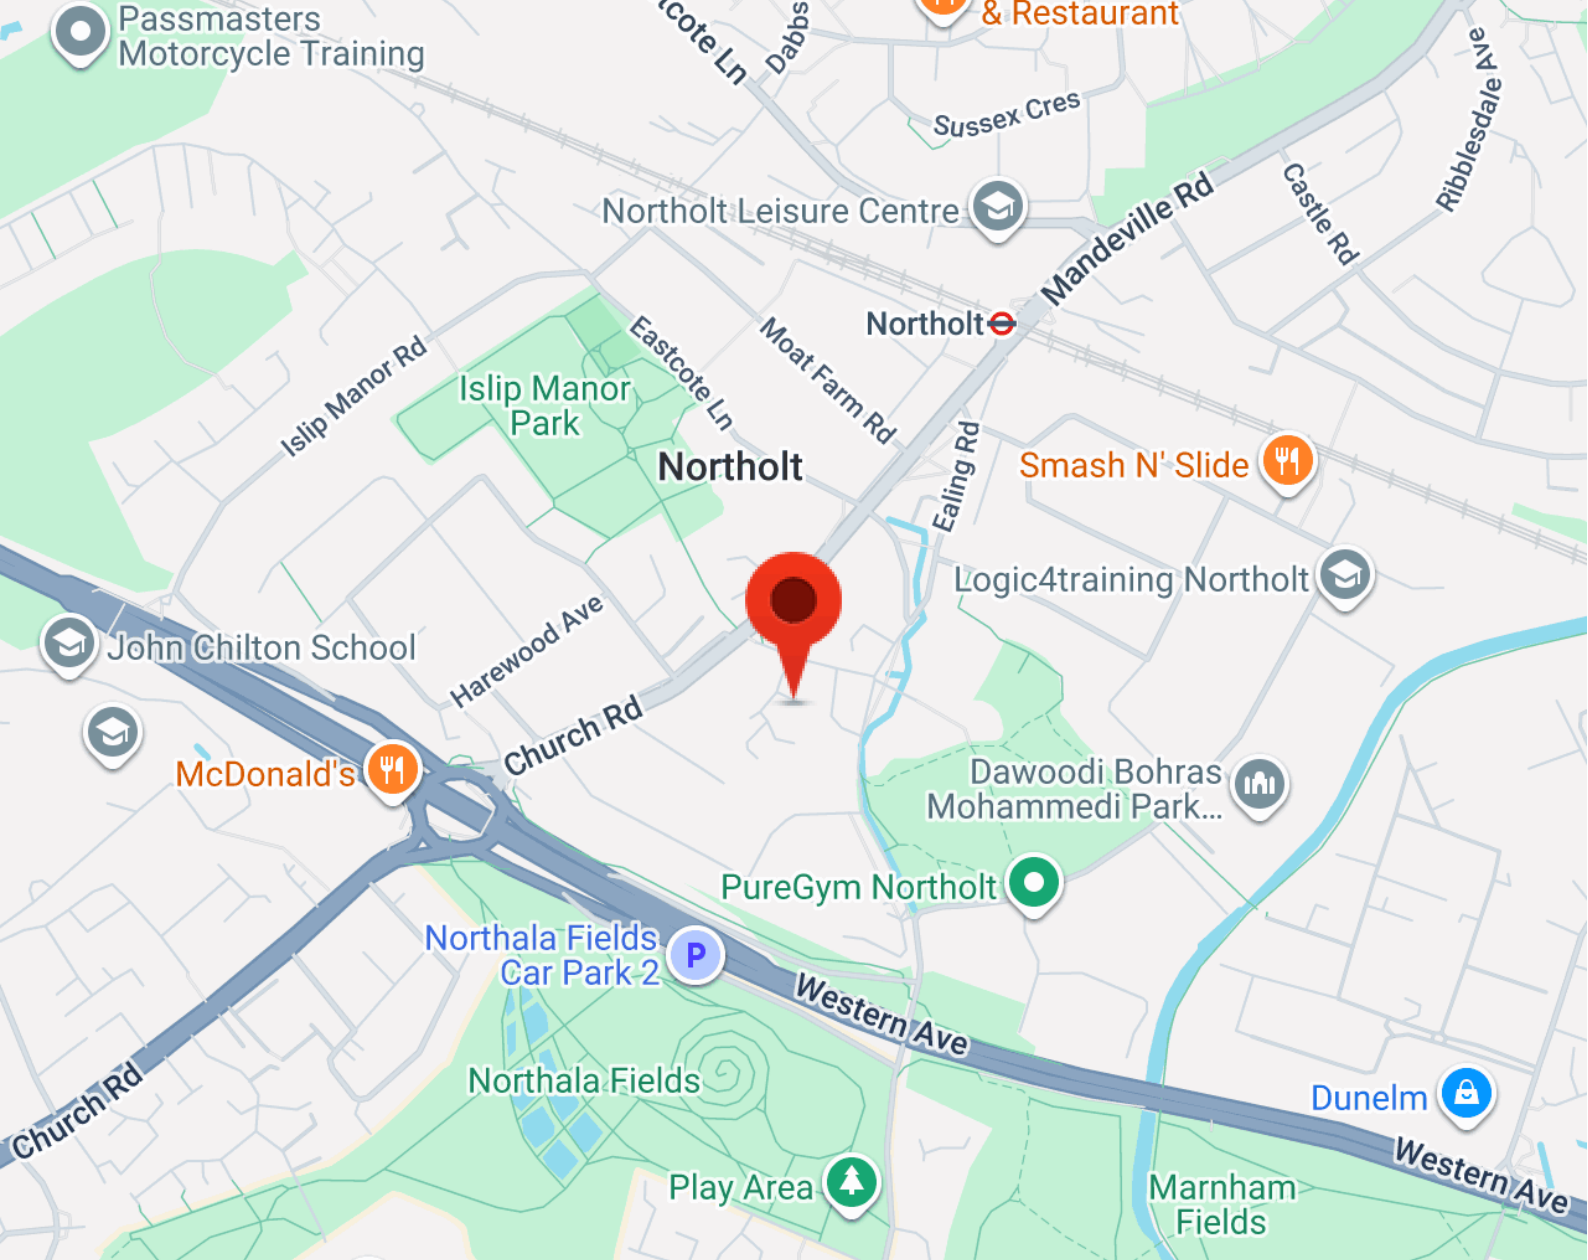 Passmasters
Motorcycle Training
& Restaurant
Dabbs
Sussex Cres
Ribblesdale Ave
Castle Rd
Mandeville Rd
Northolt Leisure Centre
Northolt
Moat Farm Rd
Eastcote Ln
Islip Manor Rd
Islip Manor
Park
Northolt
Ealing Rd
Smash N' Slide
Logic4training Northolt
John Chilton School
Harewood Ave
Church Rd
McDonald's
Dawoodi Bohras
Mohammedi Park...
PureGym Northolt
Northala Fields
Car Park 2
P
Western Ave
Northala Fields
Church Rd
Dunelm
Western Ave
Play Area
Marnham
Fields